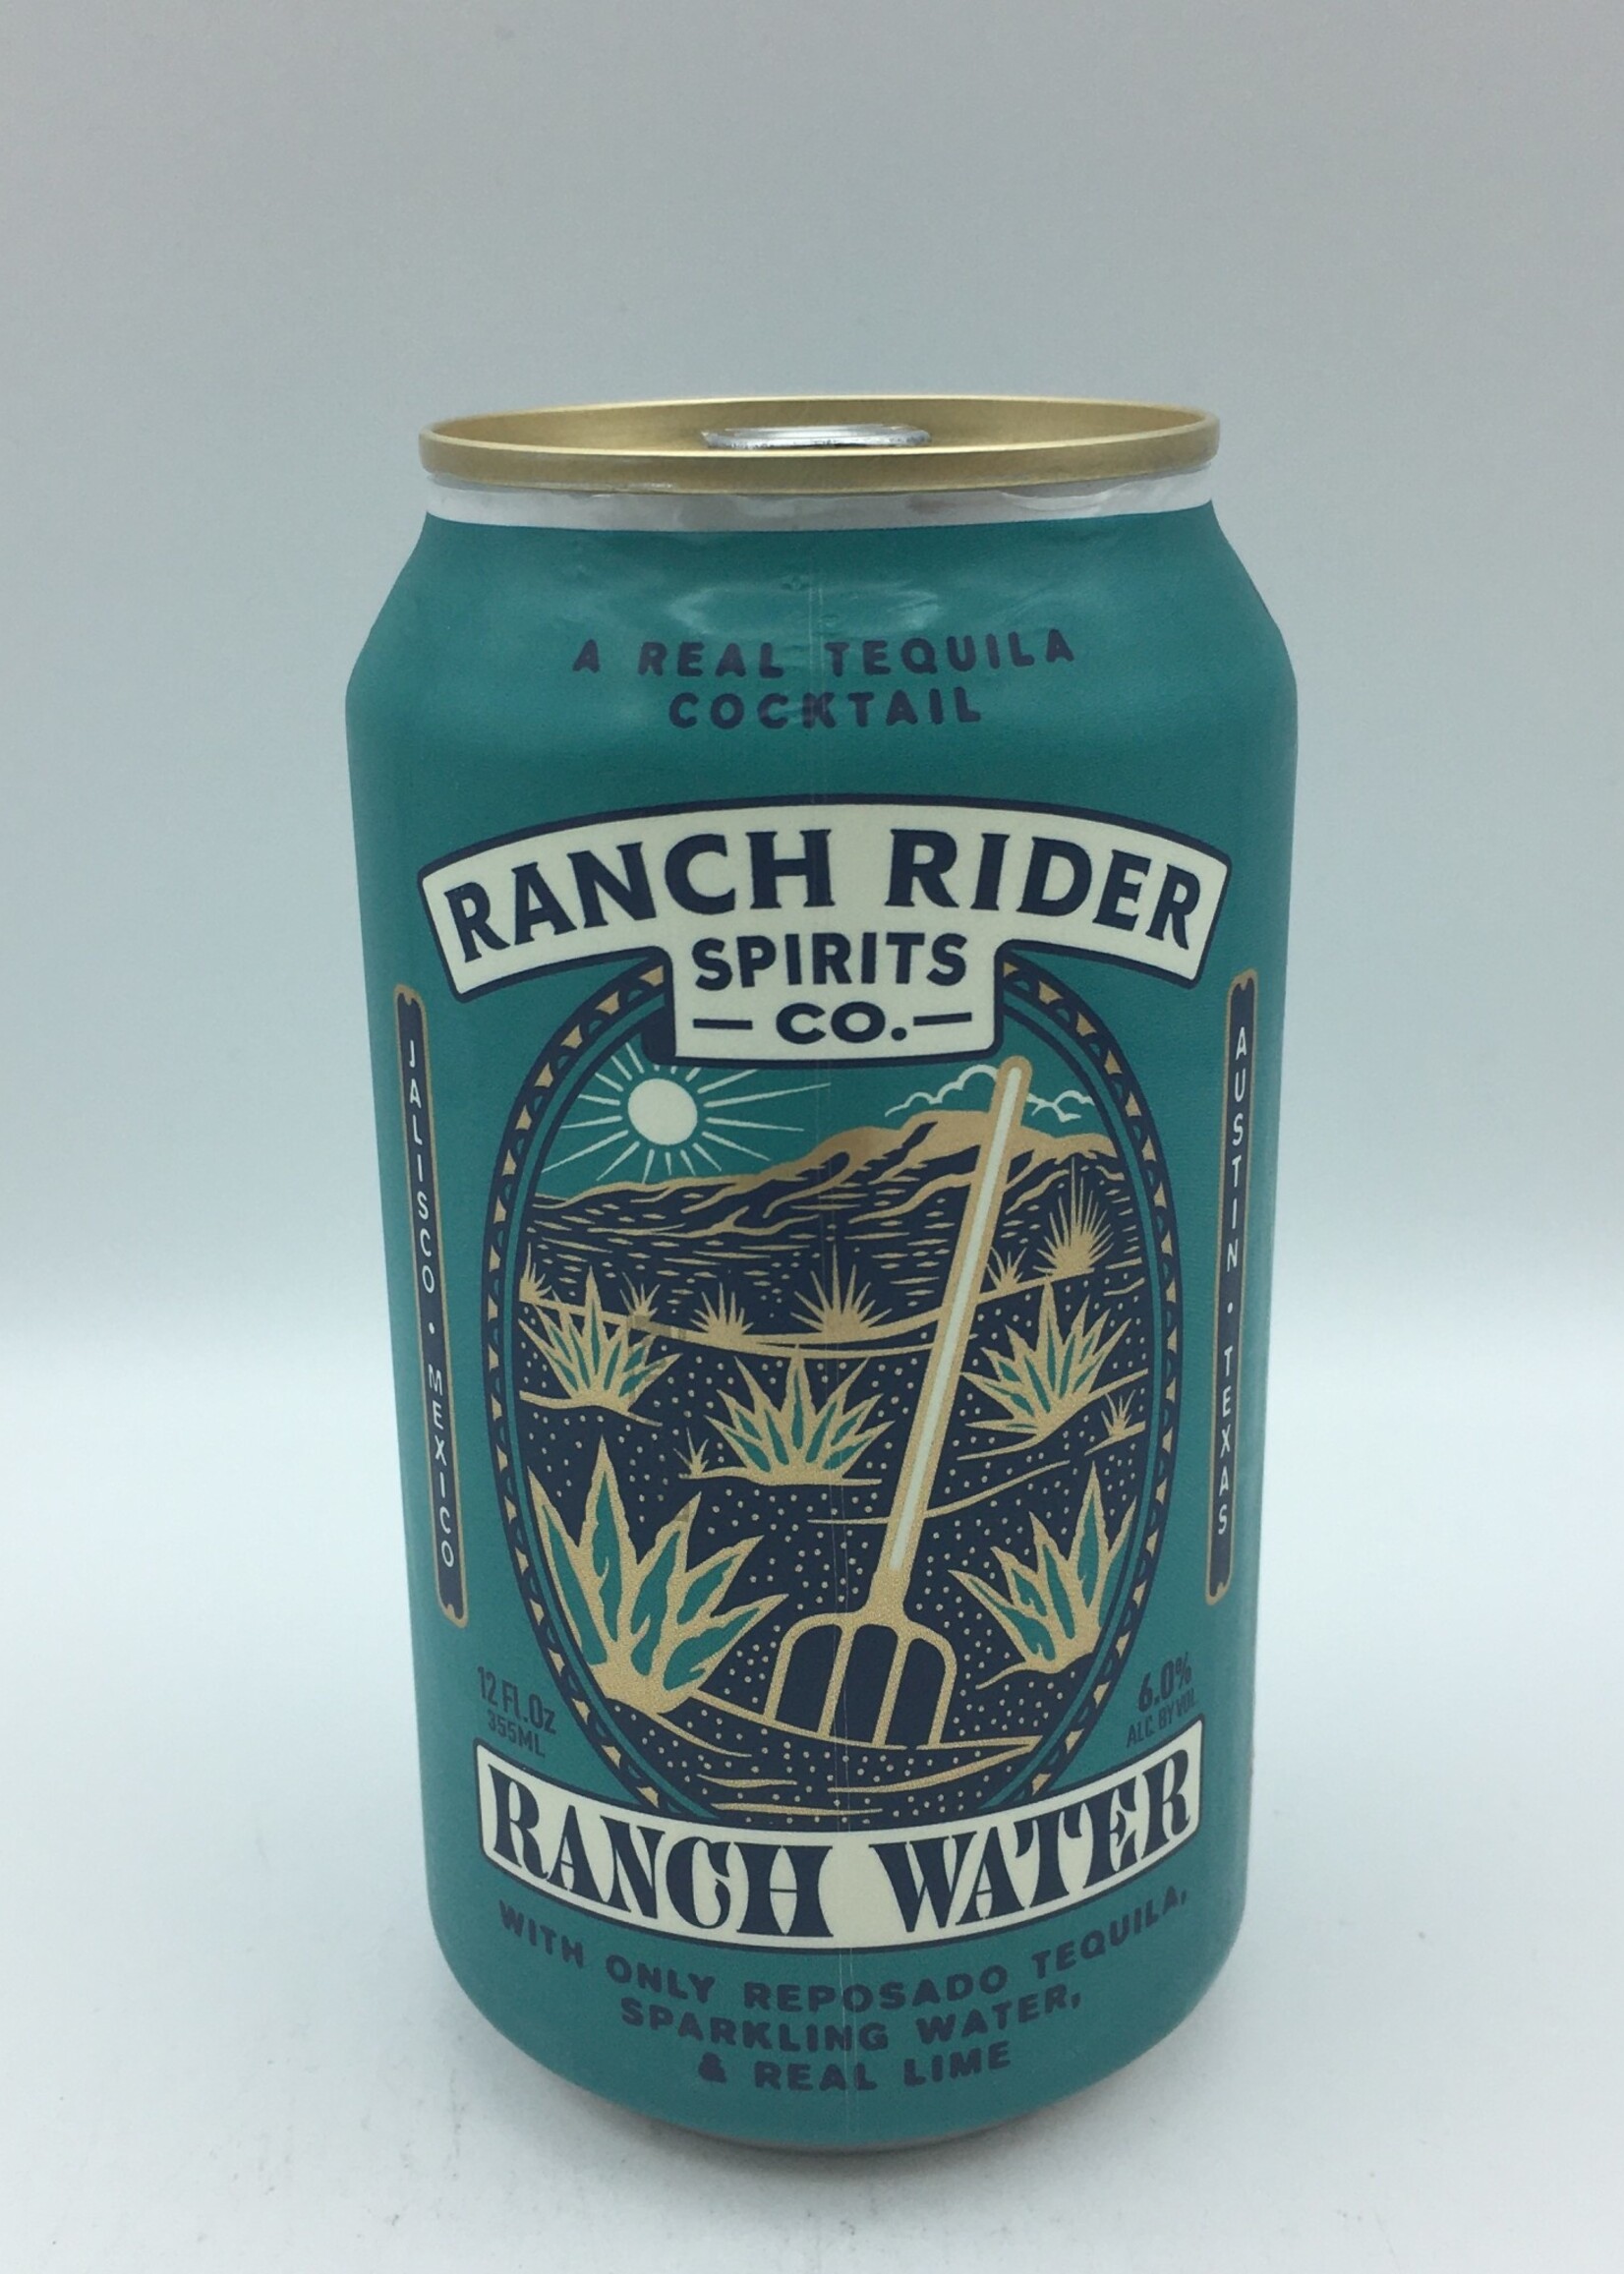 A REAL TEQUILA
COCKTAIL
RANCH RIDER
SPIRITS
— CO. —
JALISCO • MEXICO
AUSTIN • TEXAS
12 Fl.Oz
355ML
6.0%
ALC. BY VOL.
RANCH WATER
WITH ONLY REPOSADO TEQUILA,
SPARKLING WATER,
& REAL LIME